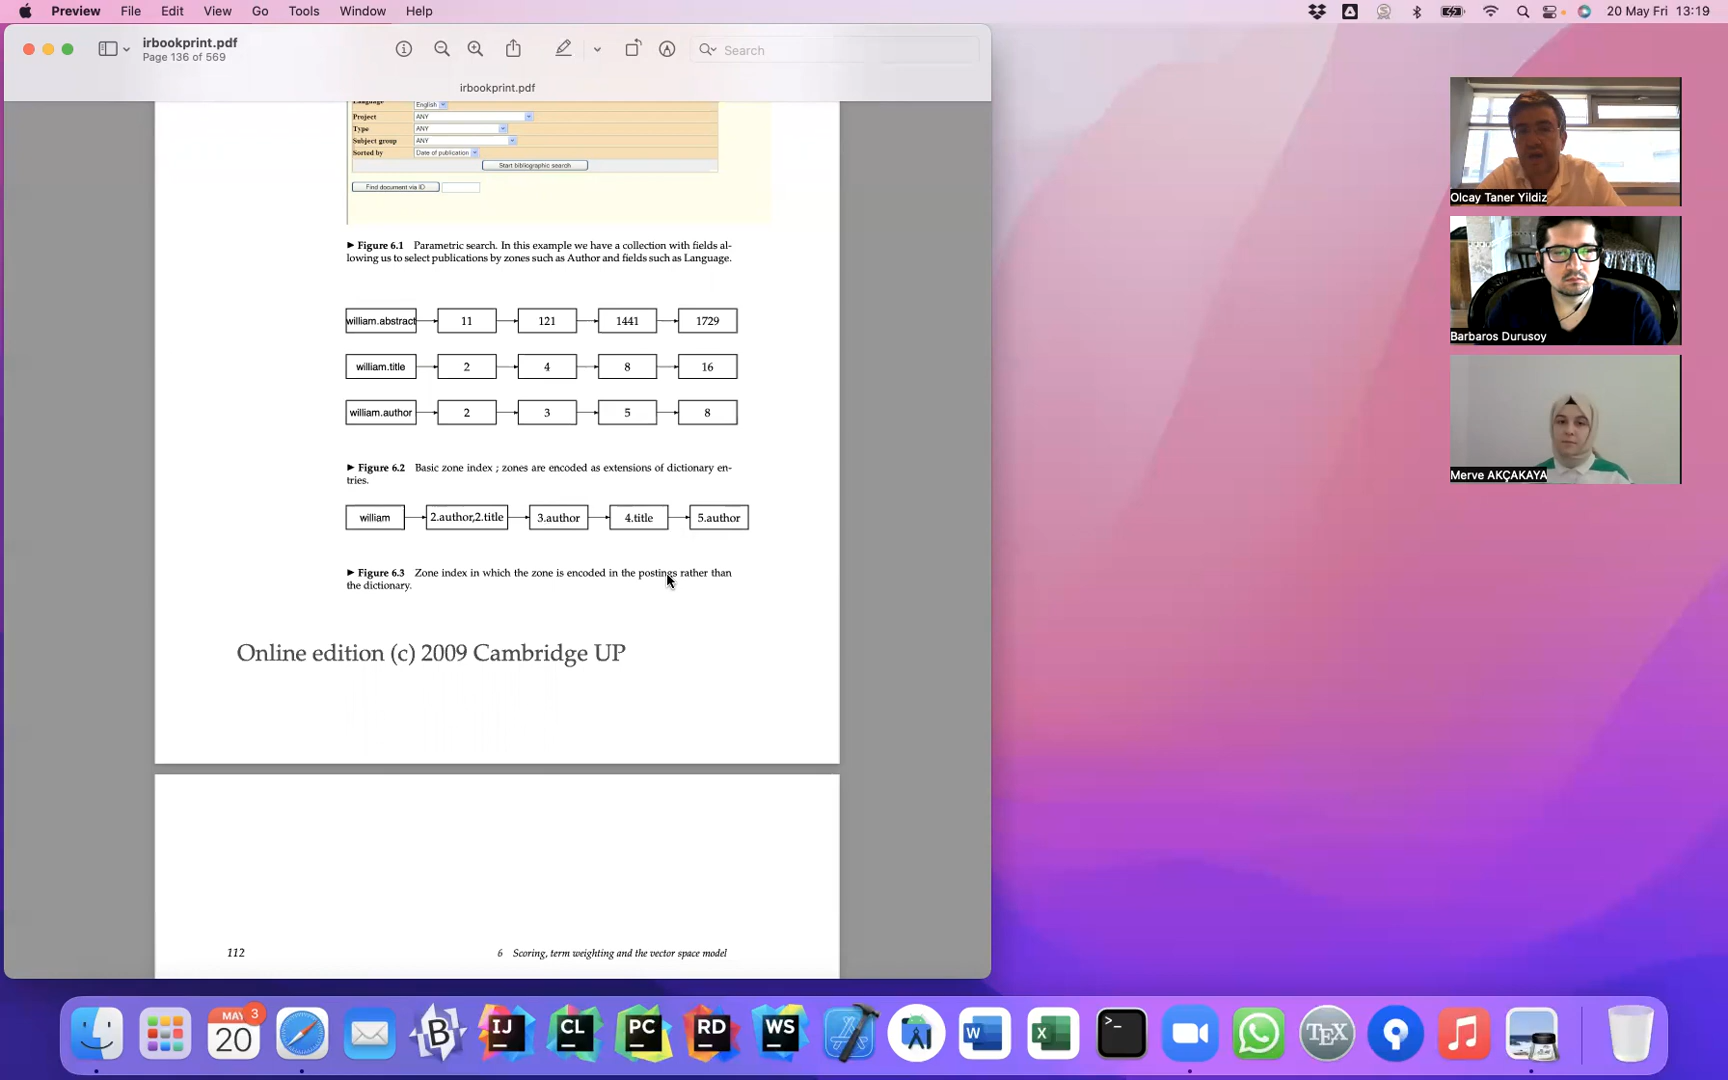 Preview File Edit View Go Tools Window Help
20 May Fri 13:19
irbookprint.pdf
Page 136 of 569
Search
irbookprint.pdf
Language English
Project ANY
Type ANY
Subject group ANY
Sorted by Date of publication
Start bibliographic search
Find document via ID
► Figure 6.1 Parametric search. In this example we have a collection with fields al-
lowing us to select publications by zones such as Author and fields such as Language.
william.abstract 11 121 1441 1729
william.title 2 4 8 16
william.author 2 3 5 8
► Figure 6.2 Basic zone index ; zones are encoded as extensions of dictionary en-
tries.
william 2.author,2.title 3.author 4.title 5.author
► Figure 6.3 Zone index in which the zone is encoded in the postings rather than
the dictionary.
Online edition (c) 2009 Cambridge UP
112 6 Scoring, term weighting and the vector space model
Olcay Taner Yildiz
Barbaros Durusoy
Merve AKÇAKAYA
MAY 3
20
B IJ CL PC RD WS W X >_ TEX